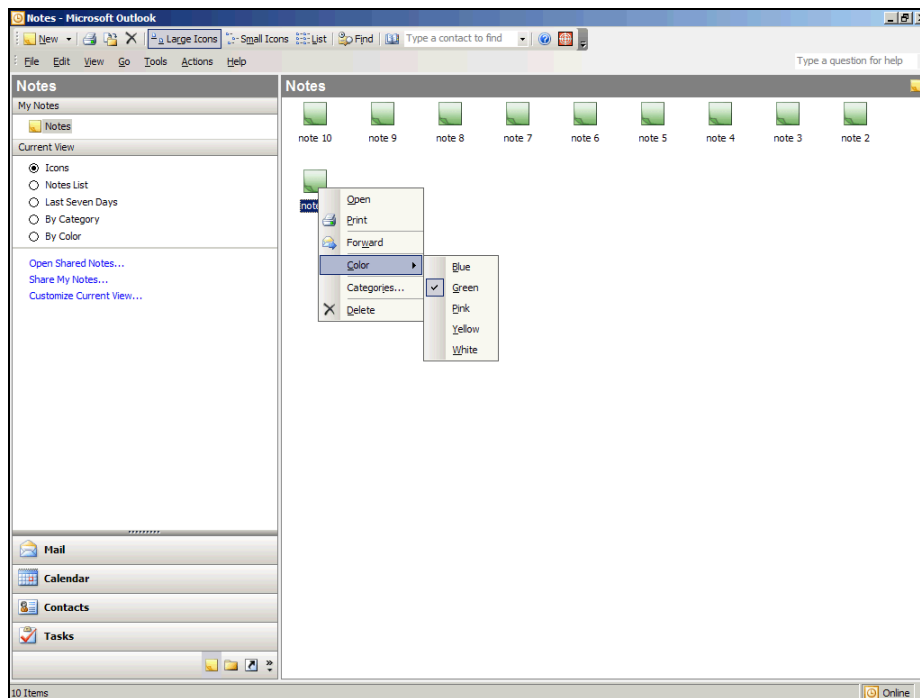 Notes - Microsoft Outlook
New Large Icons Small Icons List Find Type a contact to find
File Edit View Go Tools Actions Help Type a question for help
Notes
My Notes
Notes
Current View
Icons
Notes List
Last Seven Days
By Category
By Color
Open Shared Notes...
Share My Notes...
Customize Current View...
Mail
Calendar
Contacts
Tasks
Notes
note 10 note 9 note 8 note 7 note 6 note 5 note 4 note 3 note 2
Open
Print
Forward
Color
Categories...
Delete
Blue
Green
Pink
Yellow
White
10 Items Online